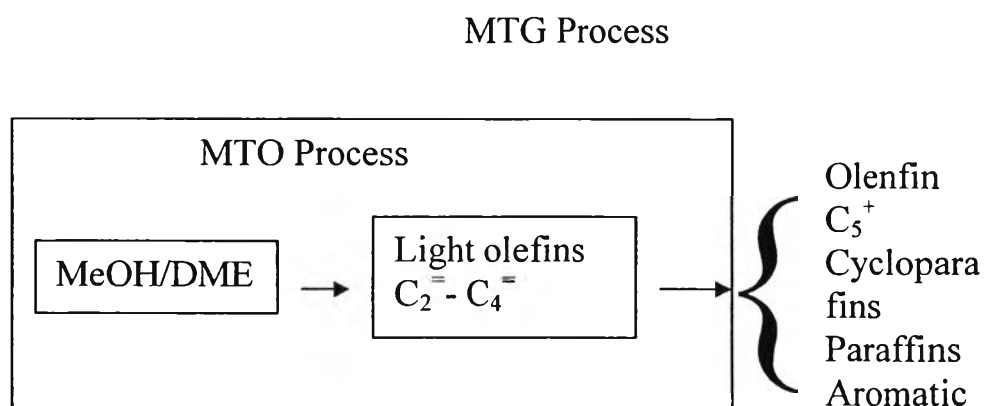 MTG Process
MTO Process
MeOH/DME
Light olefins
C₂⁼ - C₄⁼
Olenfin
C₅⁺
Cyclopara
fins
Paraffins
Aromatic